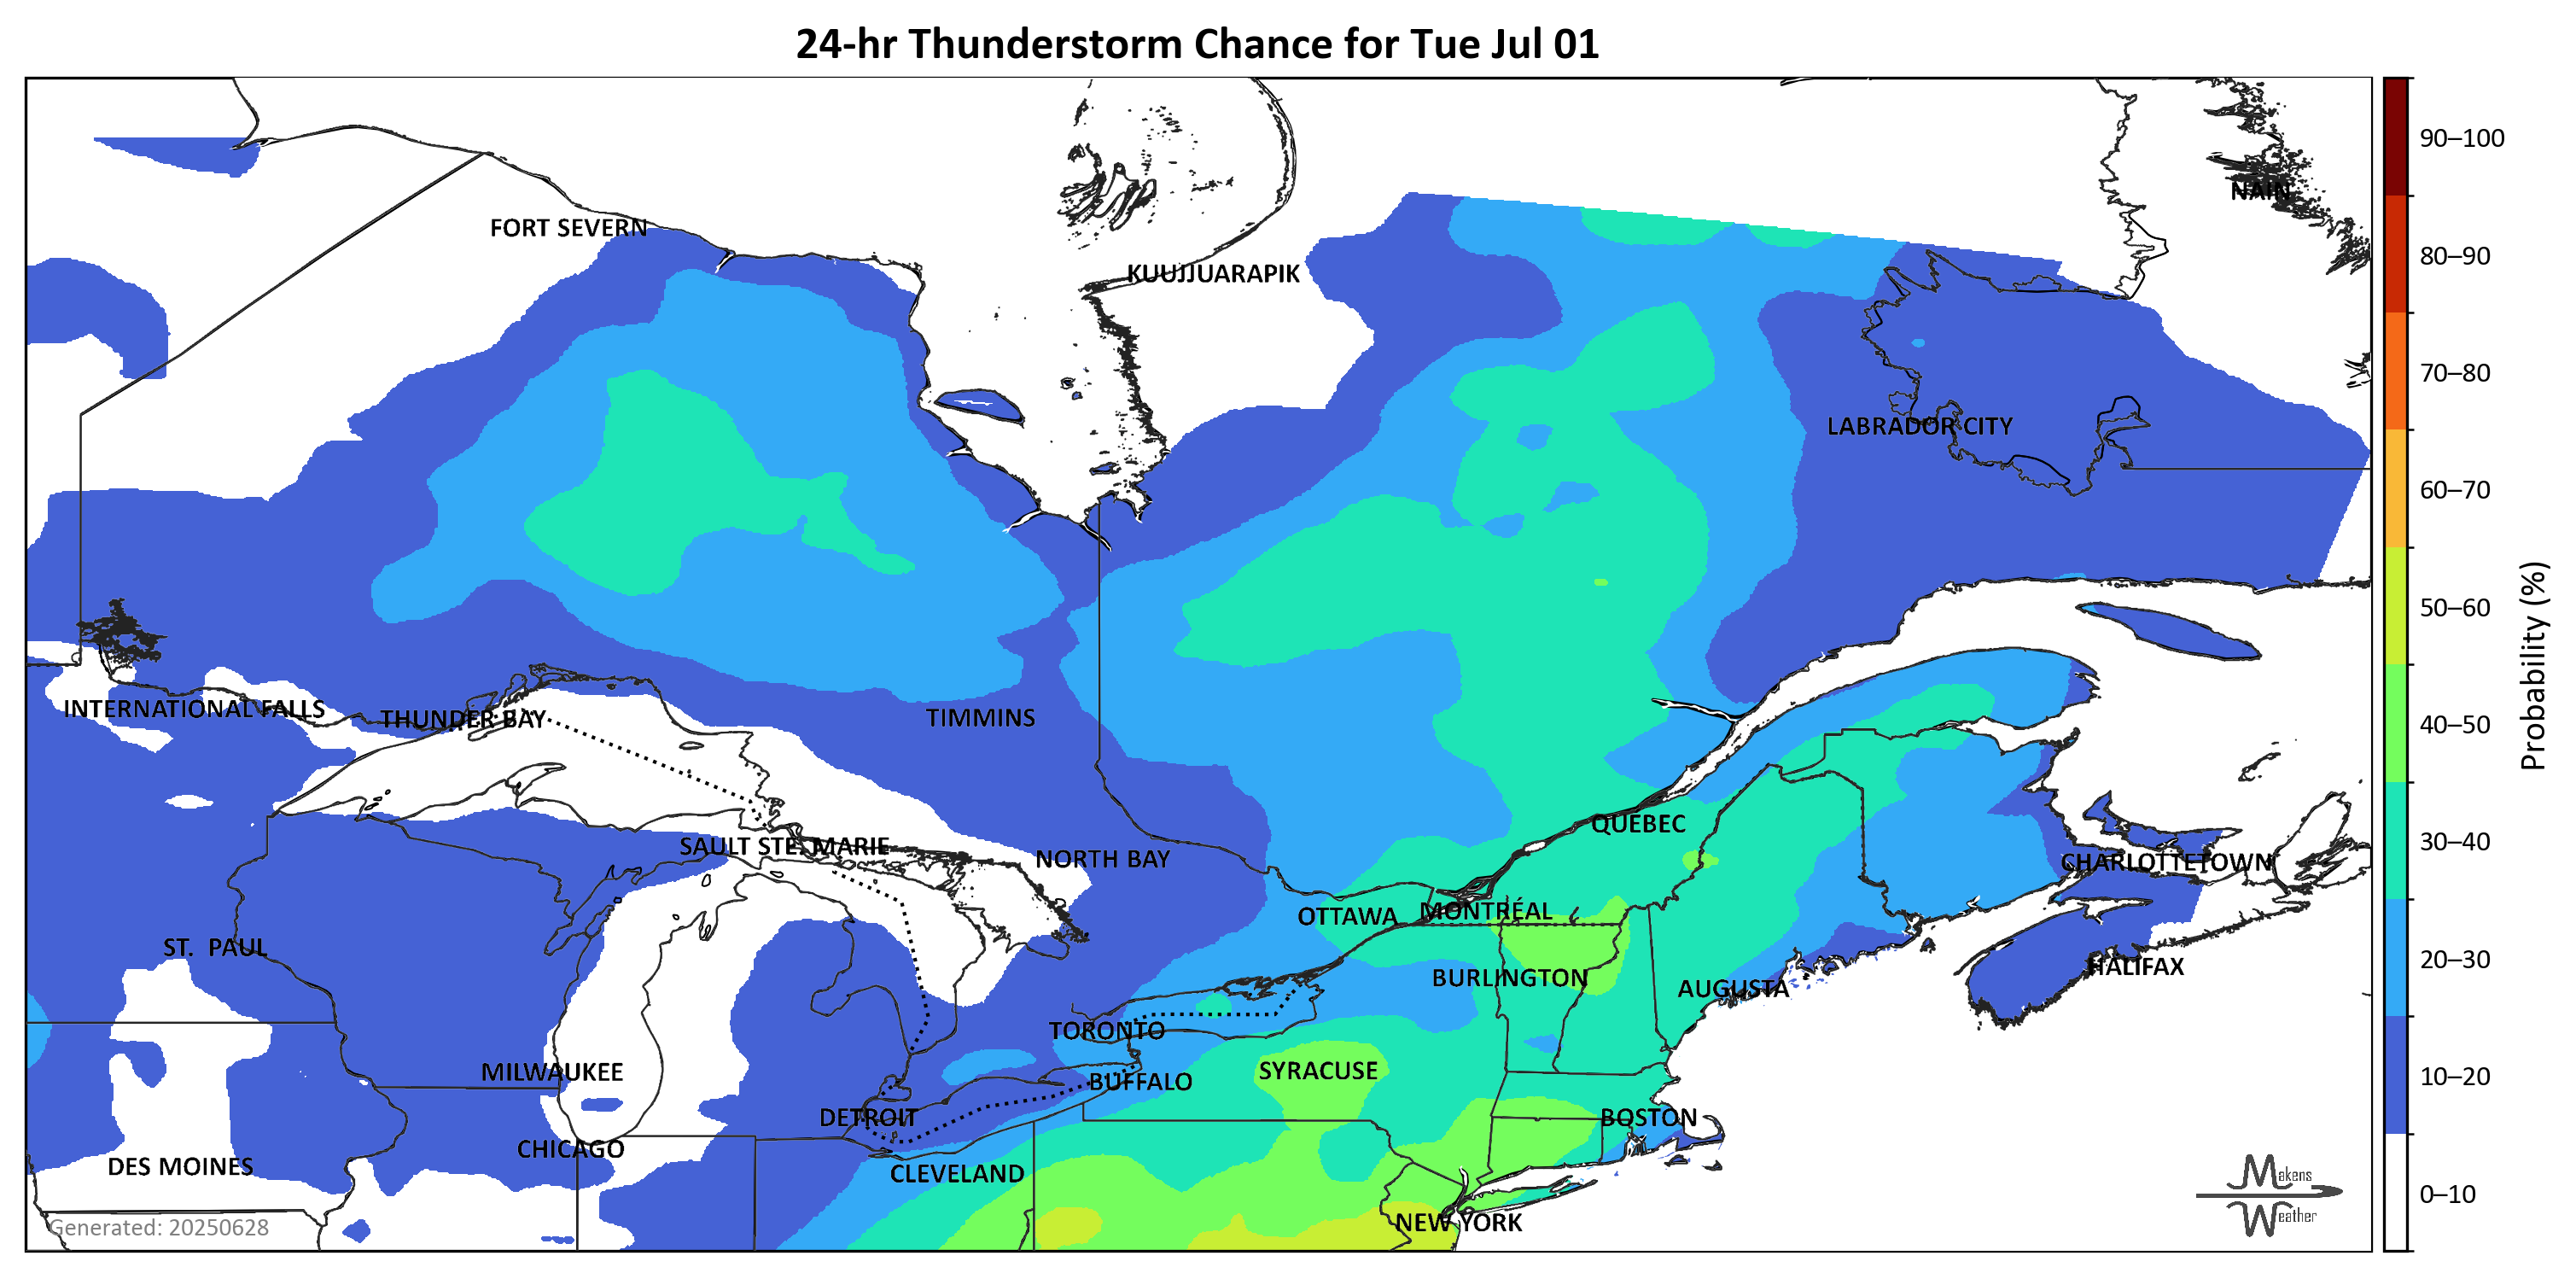 24-hr Thunderstorm Chance for Tue Jul 01
90–100
NAIN
FORT SEVERN
80–90
KUUJJUARAPIK
70–80
LABRADOR CITY
60–70
50–60
Probability (%)
INTERNATIONAL FALLS
THUNDER BAY
TIMMINS
40–50
QUEBEC
30–40
SAULT STE. MARIE
NORTH BAY
CHARLOTTETOWN
OTTAWA
MONTRÉAL
ST. PAUL
20–30
HALIFAX
BURLINGTON
AUGUSTA
TORONTO
MILWAUKEE
SYRACUSE
BUFFALO
10–20
DETROIT
BOSTON
CHICAGO
DES MOINES
CLEVELAND
Makens
Weather
0–10
NEW YORK
Generated: 20250628